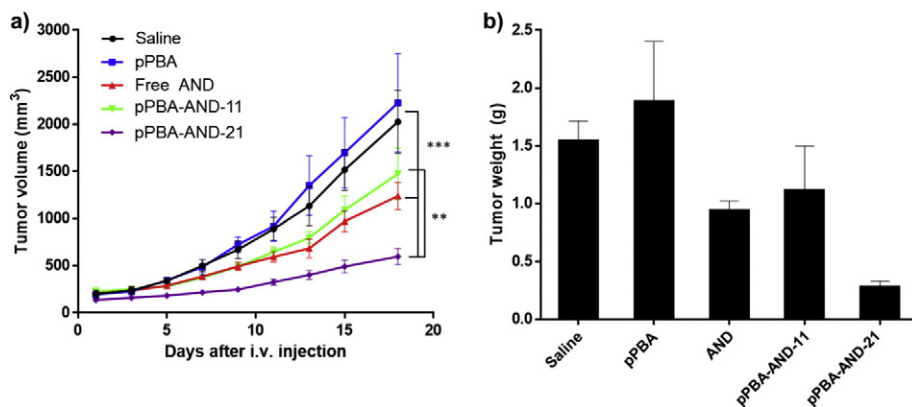 a)
Saline
pPBA
Free AND
pPBA-AND-11
pPBA-AND-21
Tumor volume (mm3)
3000
2500
2000
1500
1000
500
0
0 5 10 15 20
Days after i.v. injection
***
**
b)
Tumor weight (g)
2.5
2.0
1.5
1.0
0.5
0.0
Saline
pPBA
AND
pPBA-AND-11
pPBA-AND-21